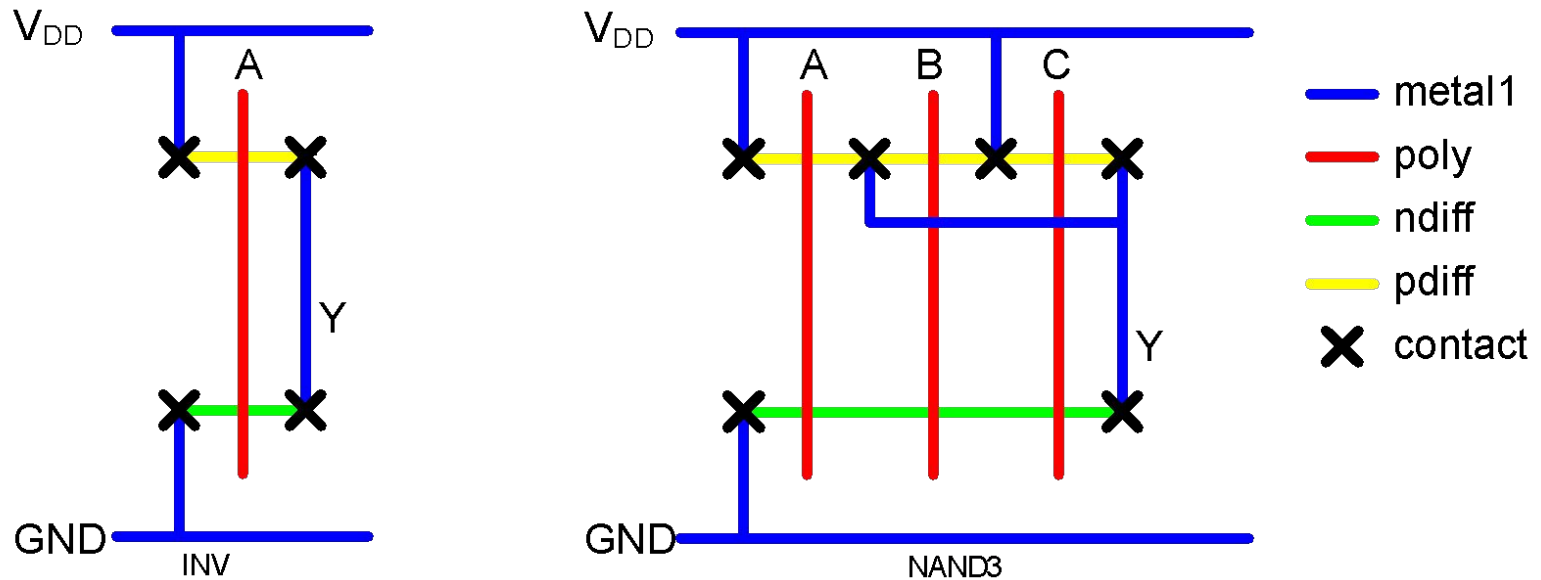 VDD
A
Y
GND
INV
VDD
A B C
Y
GND
NAND3
metal1
poly
ndiff
pdiff
contact